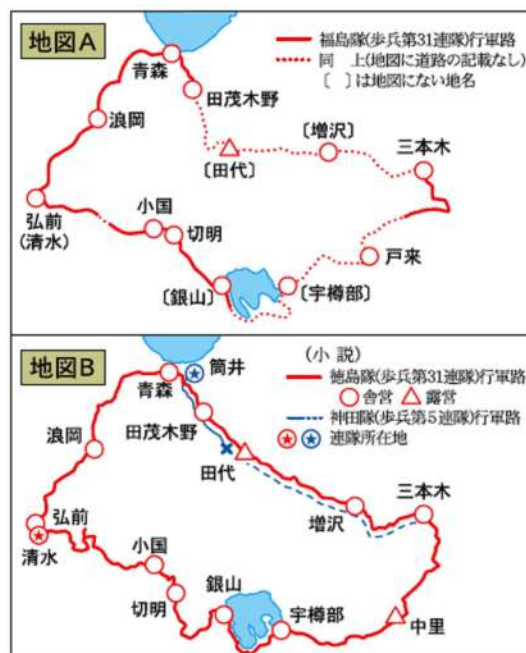 地図A
福島隊(歩兵第31連隊)行軍路
同 上(地図に道路の記載なし)
〔 〕は地図にない地名
青森
田茂木野
浪岡
〔増沢〕
三本木
〔田代〕
弘前
(清水)
小国
切明
戸来
〔銀山〕
〔宇樽部〕
地図B
(小 説)
徳島隊(歩兵第31連隊)行軍路
舎営 露営
神田隊(歩兵第5連隊)行軍路
連隊所在地
筒井
青森
田茂木野
浪岡
田代
三本木
増沢
弘前
清水
小国
銀山
切明
宇樽部
中里